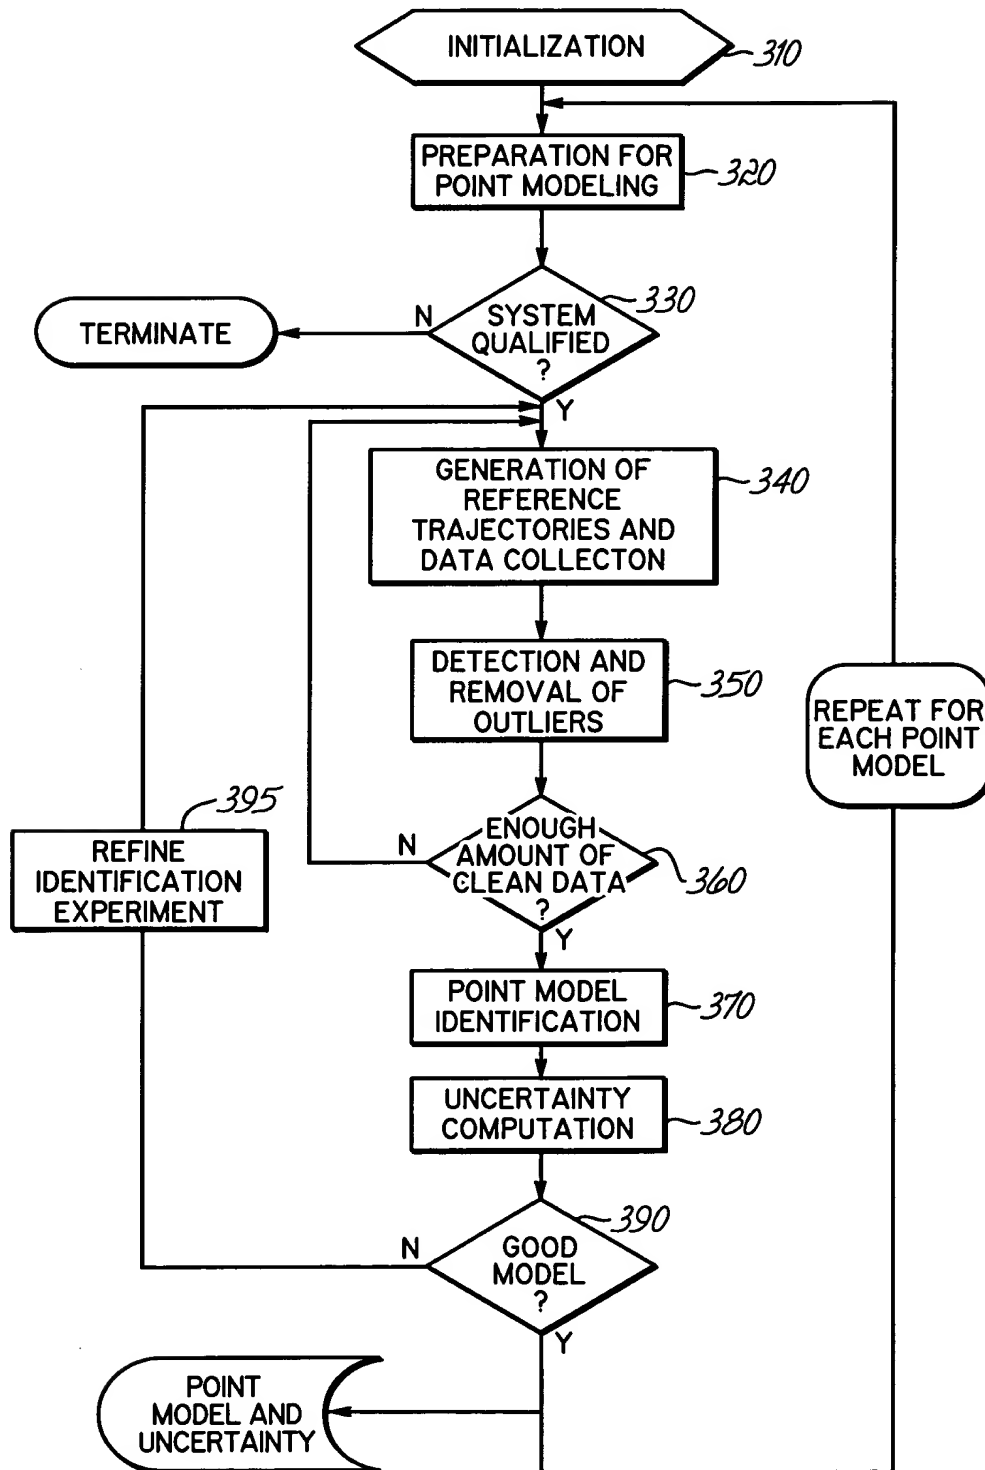 INITIALIZATION
310
PREPARATION FOR
POINT MODELING
320
SYSTEM
QUALIFIED
?
330
N
TERMINATE
Y
GENERATION OF
REFERENCE
TRAJECTORIES AND
DATA COLLECTON
340
DETECTION AND
REMOVAL OF
OUTLIERS
350
REPEAT FOR
EACH POINT
MODEL
395
REFINE
IDENTIFICATION
EXPERIMENT
N
ENOUGH
AMOUNT OF
CLEAN DATA
?
360
Y
POINT MODEL
IDENTIFICATION
370
UNCERTAINTY
COMPUTATION
380
390
N
GOOD
MODEL
?
Y
POINT
MODEL AND
UNCERTAINTY